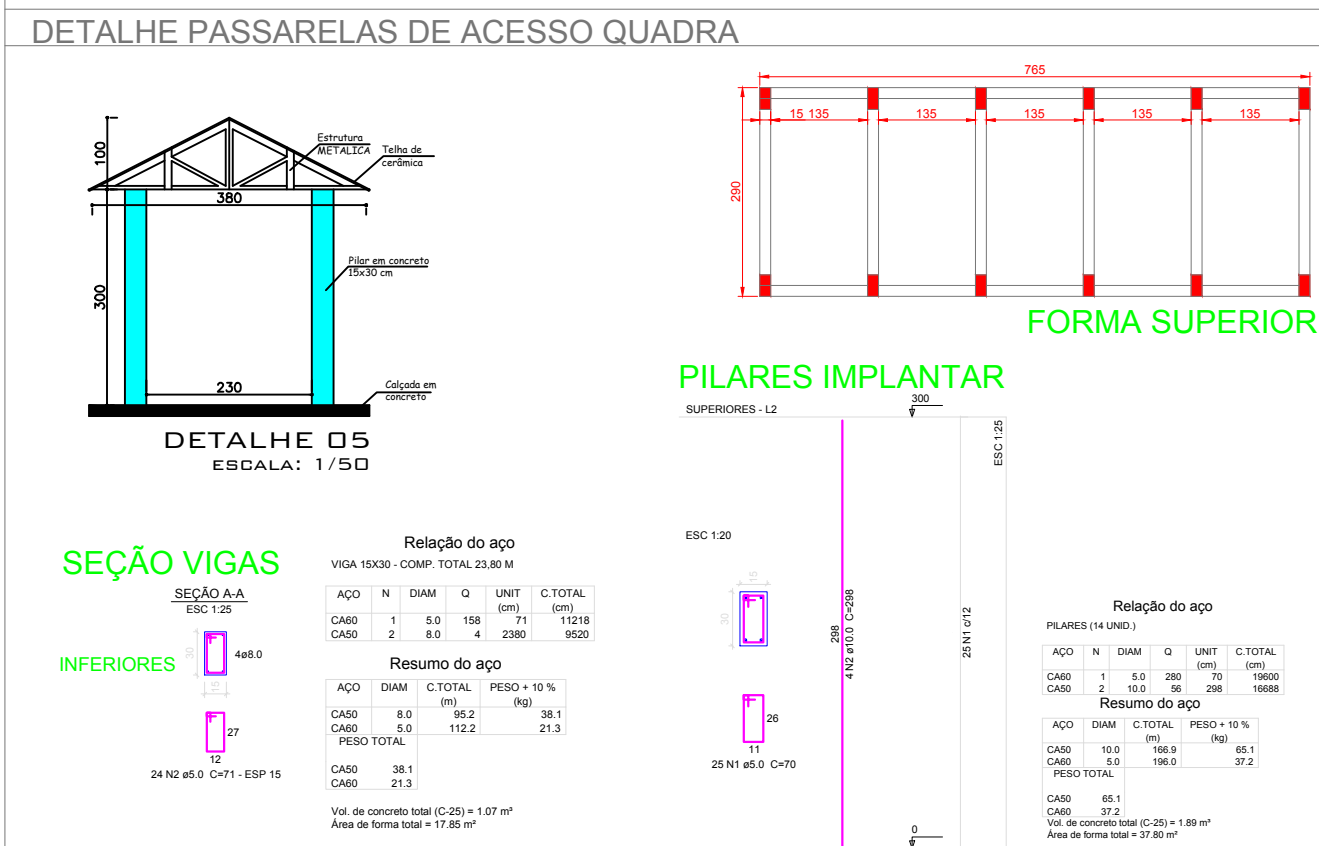 DETALHE PASSARELAS DE ACESSO QUADRA
100
Estrutura
METALICA
Telha de
cerâmica
380
Pilar em concreto
15x30 cm
300
230
Calçada em
concreto
DETALHE 05
ESCALA: 1/50
765
15 135
135
135
135
135
290
FORMA SUPERIOR
PILARES IMPLANTAR
SUPERIORES - L2
300
ESC 1:25
ESC 1:20
15
30
298
4 N2 ø10.0 C=298
25 N1 c/12
26
11
25 N1 ø5.0 C=70
0
SEÇÃO VIGAS
SEÇÃO A-A
ESC 1:25
INFERIORES
30
4ø8.0
15
27
12
24 N2 ø5.0 C=71 - ESP 15
Relação do aço
VIGA 15X30 - COMP. TOTAL 23,80 M
AÇO N DIAM Q UNIT C.TOTAL
(cm) (cm)
CA60 1 5.0 158 71 11218
CA50 2 8.0 4 2380 9520
Resumo do aço
AÇO DIAM C.TOTAL PESO + 10 %
(m) (kg)
CA50 8.0 95.2 38.1
CA60 5.0 112.2 21.3
PESO TOTAL
CA50 38.1
CA60 21.3
Vol. de concreto total (C-25) = 1.07 m³
Área de forma total = 17.85 m²
Relação do aço
PILARES (14 UNID.)
AÇO N DIAM Q UNIT C.TOTAL
(cm) (cm)
CA60 1 5.0 280 70 19600
CA50 2 10.0 56 298 16688
Resumo do aço
AÇO DIAM C.TOTAL PESO + 10 %
(m) (kg)
CA50 10.0 166.9 65.1
CA60 5.0 196.0 37.2
PESO TOTAL
CA50 65.1
CA60 37.2
Vol. de concreto total (C-25) = 1.89 m³
Área de forma total = 37.80 m²